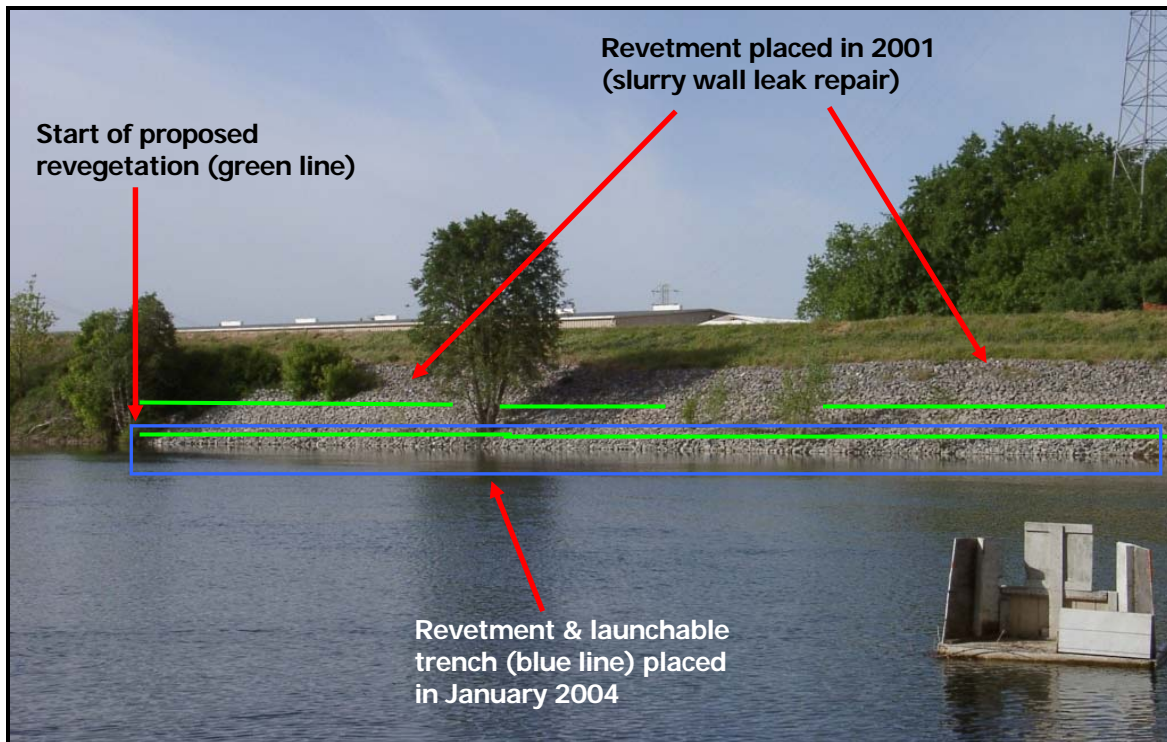 Revetment placed in 2001
(slurry wall leak repair)
Start of proposed
revegetation (green line)
Revetment & launchable
trench (blue line) placed
in January 2004